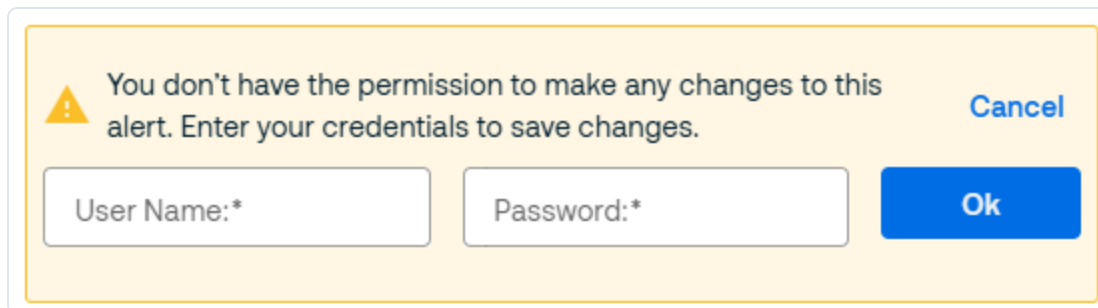 You don't have the permission to make any changes to this
alert. Enter your credentials to save changes.
Cancel
User Name:*
Password:*
Ok